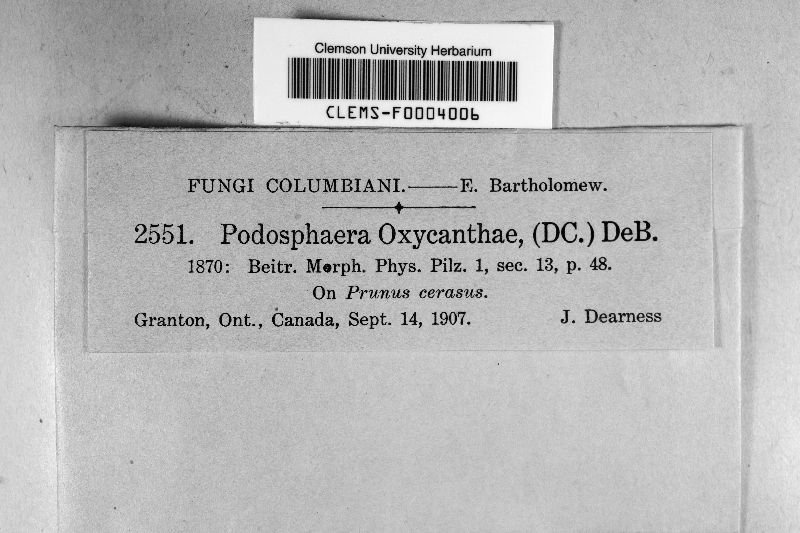 Clemson University Herbarium
CLEMS-F0004006
FUNGI COLUMBIANI.——E. Bartholomew.
2551. Podosphaera Oxycanthae, (DC.) DeB.
1870: Beitr. Morph. Phys. Pilz. 1, sec. 13, p. 48.
On Prunus cerasus.
Granton, Ont., Canada, Sept. 14, 1907. J. Dearness